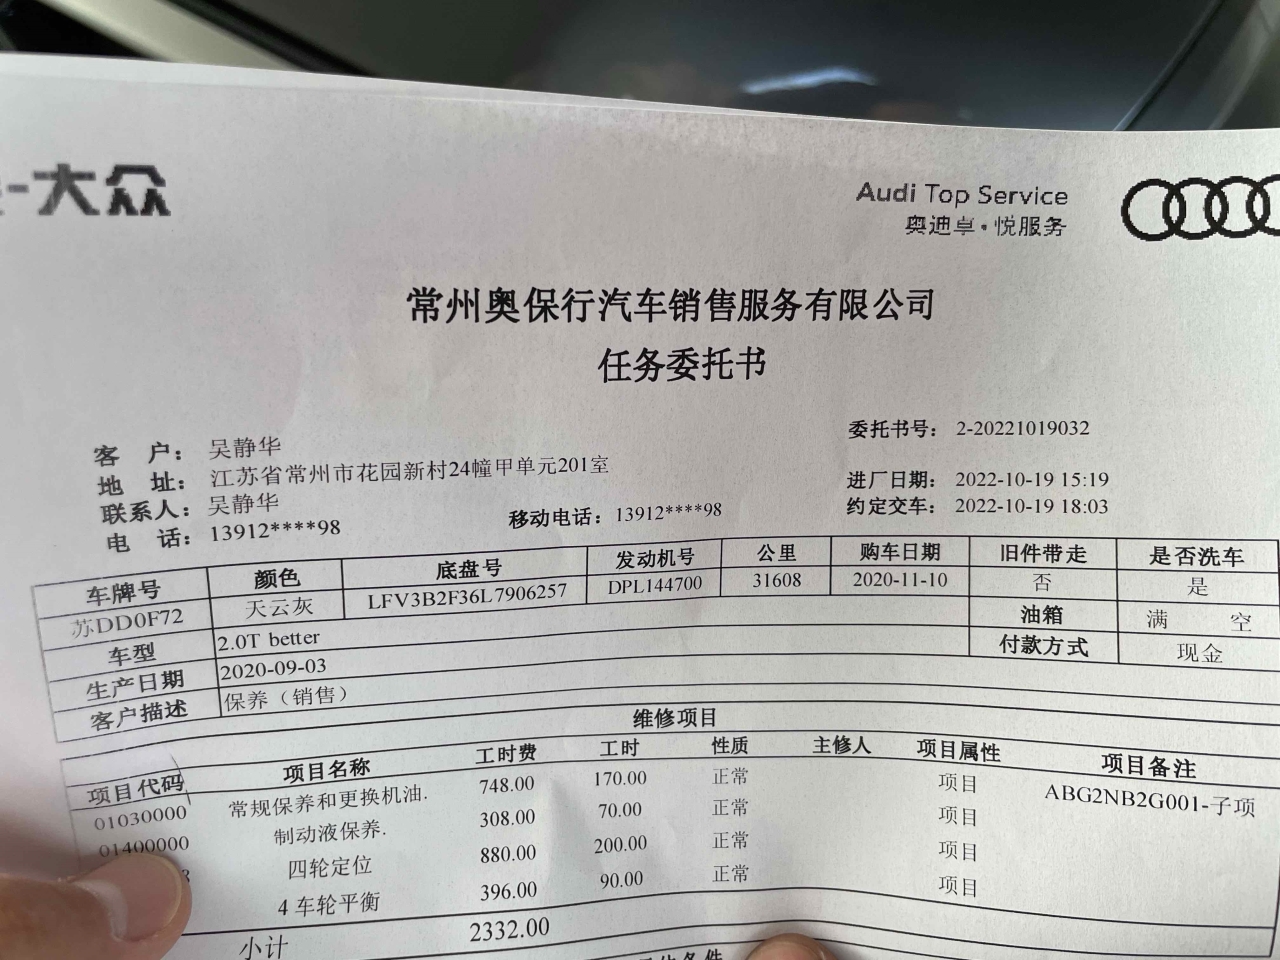 -大众
Audi Top Service
奥迪卓·悦服务
常州奥保行汽车销售服务有限公司
任务委托书
客 户: 吴静华
委托书号: 2-20221019032
地 址: 江苏省常州市花园新村24幢甲单元201室
进厂日期: 2022-10-19 15:19
联系人: 吴静华
约定交车: 2022-10-19 18:03
电 话: 13912****98 移动电话: 13912****98
车牌号 颜色 底盘号 发动机号 公里 购车日期 旧件带走 是否洗车
苏DD0F72 天云灰 LFV3B2F36L7906257 DPL144700 31608 2020-11-10 否 是
车型 2.0T better 油箱 满 空
生产日期 2020-09-03 付款方式 现金
客户描述 保养（销售）
维修项目
项目代码 项目名称 工时费 工时 性质 主修人 项目属性 项目备注
01030000 常规保养和更换机油. 748.00 170.00 正常 项目 ABG2NB2G001-子项
01400000 制动液保养. 308.00 70.00 正常 项目
四轮定位 880.00 200.00 正常 项目
4车轮平衡 396.00 90.00 正常 项目
小计 2332.00